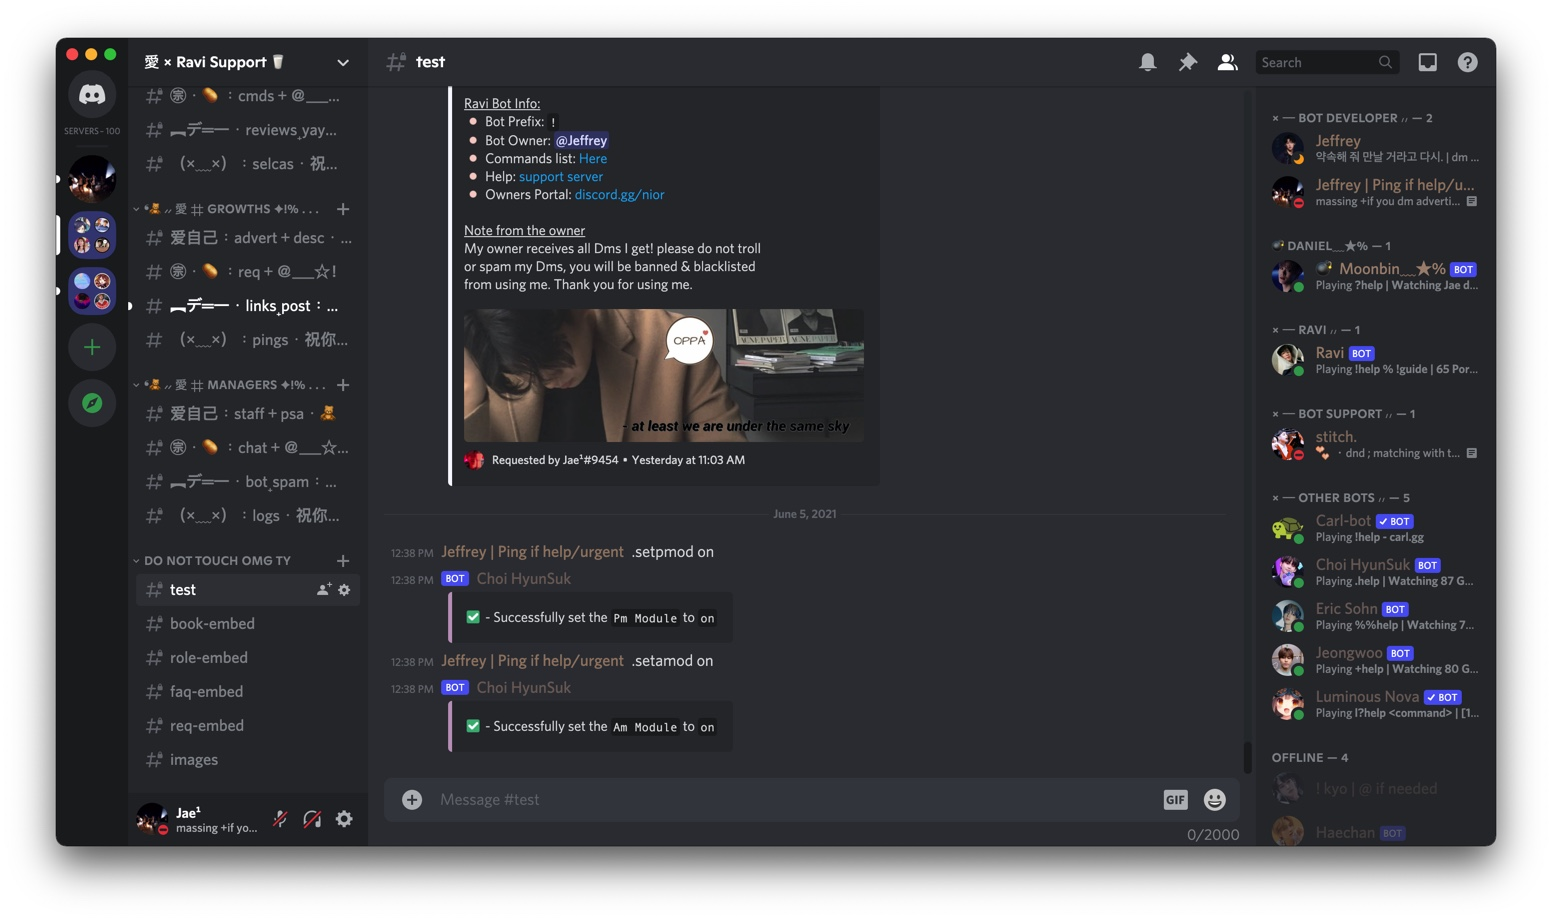 愛 × Ravi Support
SERVERS - 100
: cmds + @___...
· reviews yay...
(×﹏×) : selcas · 祝...
愛 ⌗ GROWTHS ✦!% . . .
爱自己 : advert + desc · ...
· : req + @___☆!
︻デ═一 · links post : ...
(×﹏×) : pings · 祝你...
愛 ⌗ MANAGERS ✦!% . . .
爱自己 : staff + psa · 🧸
· : chat + @___☆...
︻デ═一 · bot spam : ...
(×﹏×) : logs · 祝你...
DO NOT TOUCH OMG TY
test
book-embed
role-embed
faq-embed
req-embed
images
Jae¹
massing +if yo...
test
Search
Ravi Bot Info:
Bot Prefix: !
Bot Owner: @Jeffrey
Commands list: Here
Help: support server
Owners Portal: discord.gg/nior
Note from the owner
My owner receives all Dms I get! please do not troll
or spam my Dms, you will be banned & blacklisted
from using me. Thank you for using me.
OPPA
ACNE PAPER
- at least we are under the same sky
Requested by Jae¹#9454 • Yesterday at 11:03 AM
June 5, 2021
12:38 PM Jeffrey | Ping if help/urgent .setpmod on
12:38 PM BOT Choi HyunSuk
✅ - Successfully set the Pm Module to on
12:38 PM Jeffrey | Ping if help/urgent .setamod on
12:38 PM BOT Choi HyunSuk
✅ - Successfully set the Am Module to on
Message #test
GIF
0/2000
× — BOT DEVELOPER ،، — 2
Jeffrey
약속해 줘 만날 거라고 다시. | dm ...
Jeffrey | Ping if help/u...
massing +if you dm adverti...
DANIEL__★% — 1
Moonbin﹏★% BOT
Playing ?help | Watching Jae d...
× — RAVI ،، — 1
Ravi BOT
Playing !help % !guide | 65 Por...
× — BOT SUPPORT ،، — 1
stitch.
· dnd ; matching with t...
× — OTHER BOTS ،، — 5
Carl-bot ✓ BOT
Playing !help - carl.gg
Choi HyunSuk BOT
Playing .help | Watching 87 G...
Eric Sohn BOT
Playing %%help | Watching 7...
Jeongwoo BOT
Playing +help | Watching 80 G...
Luminous Nova ✓ BOT
Playing l?help <command> | [1...
OFFLINE — 4
! kyo | @ if needed
Haechan BOT